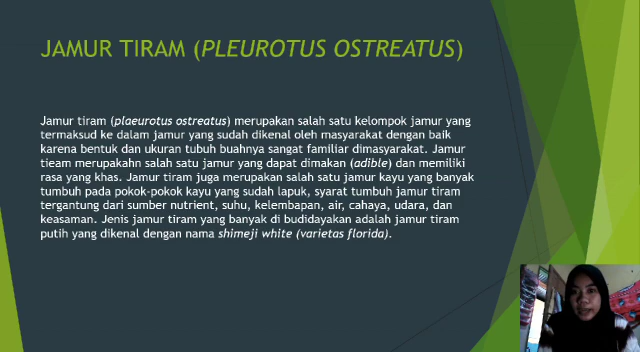 JAMUR TIRAM (PLEUROTUS OSTREATUS)
Jamur tiram (plaeurotus ostreatus) merupakan salah satu kelompok jamur yang
termaksud ke dalam jamur yang sudah dikenal oleh masyarakat dengan baik
karena bentuk dan ukuran tubuh buahnya sangat familiar dimasyarakat. Jamur
tieam merupakahn salah satu jamur yang dapat dimakan (adible) dan memiliki
rasa yang khas. Jamur tiram juga merupakan salah satu jamur kayu yang banyak
tumbuh pada pokok-pokok kayu yang sudah lapuk, syarat tumbuh jamur tiram
tergantung dari sumber nutrient, suhu, kelembapan, air, cahaya, udara, dan
keasaman. Jenis jamur tiram yang banyak di budidayakan adalah jamur tiram
putih yang dikenal dengan nama shimeji white (varietas florida).